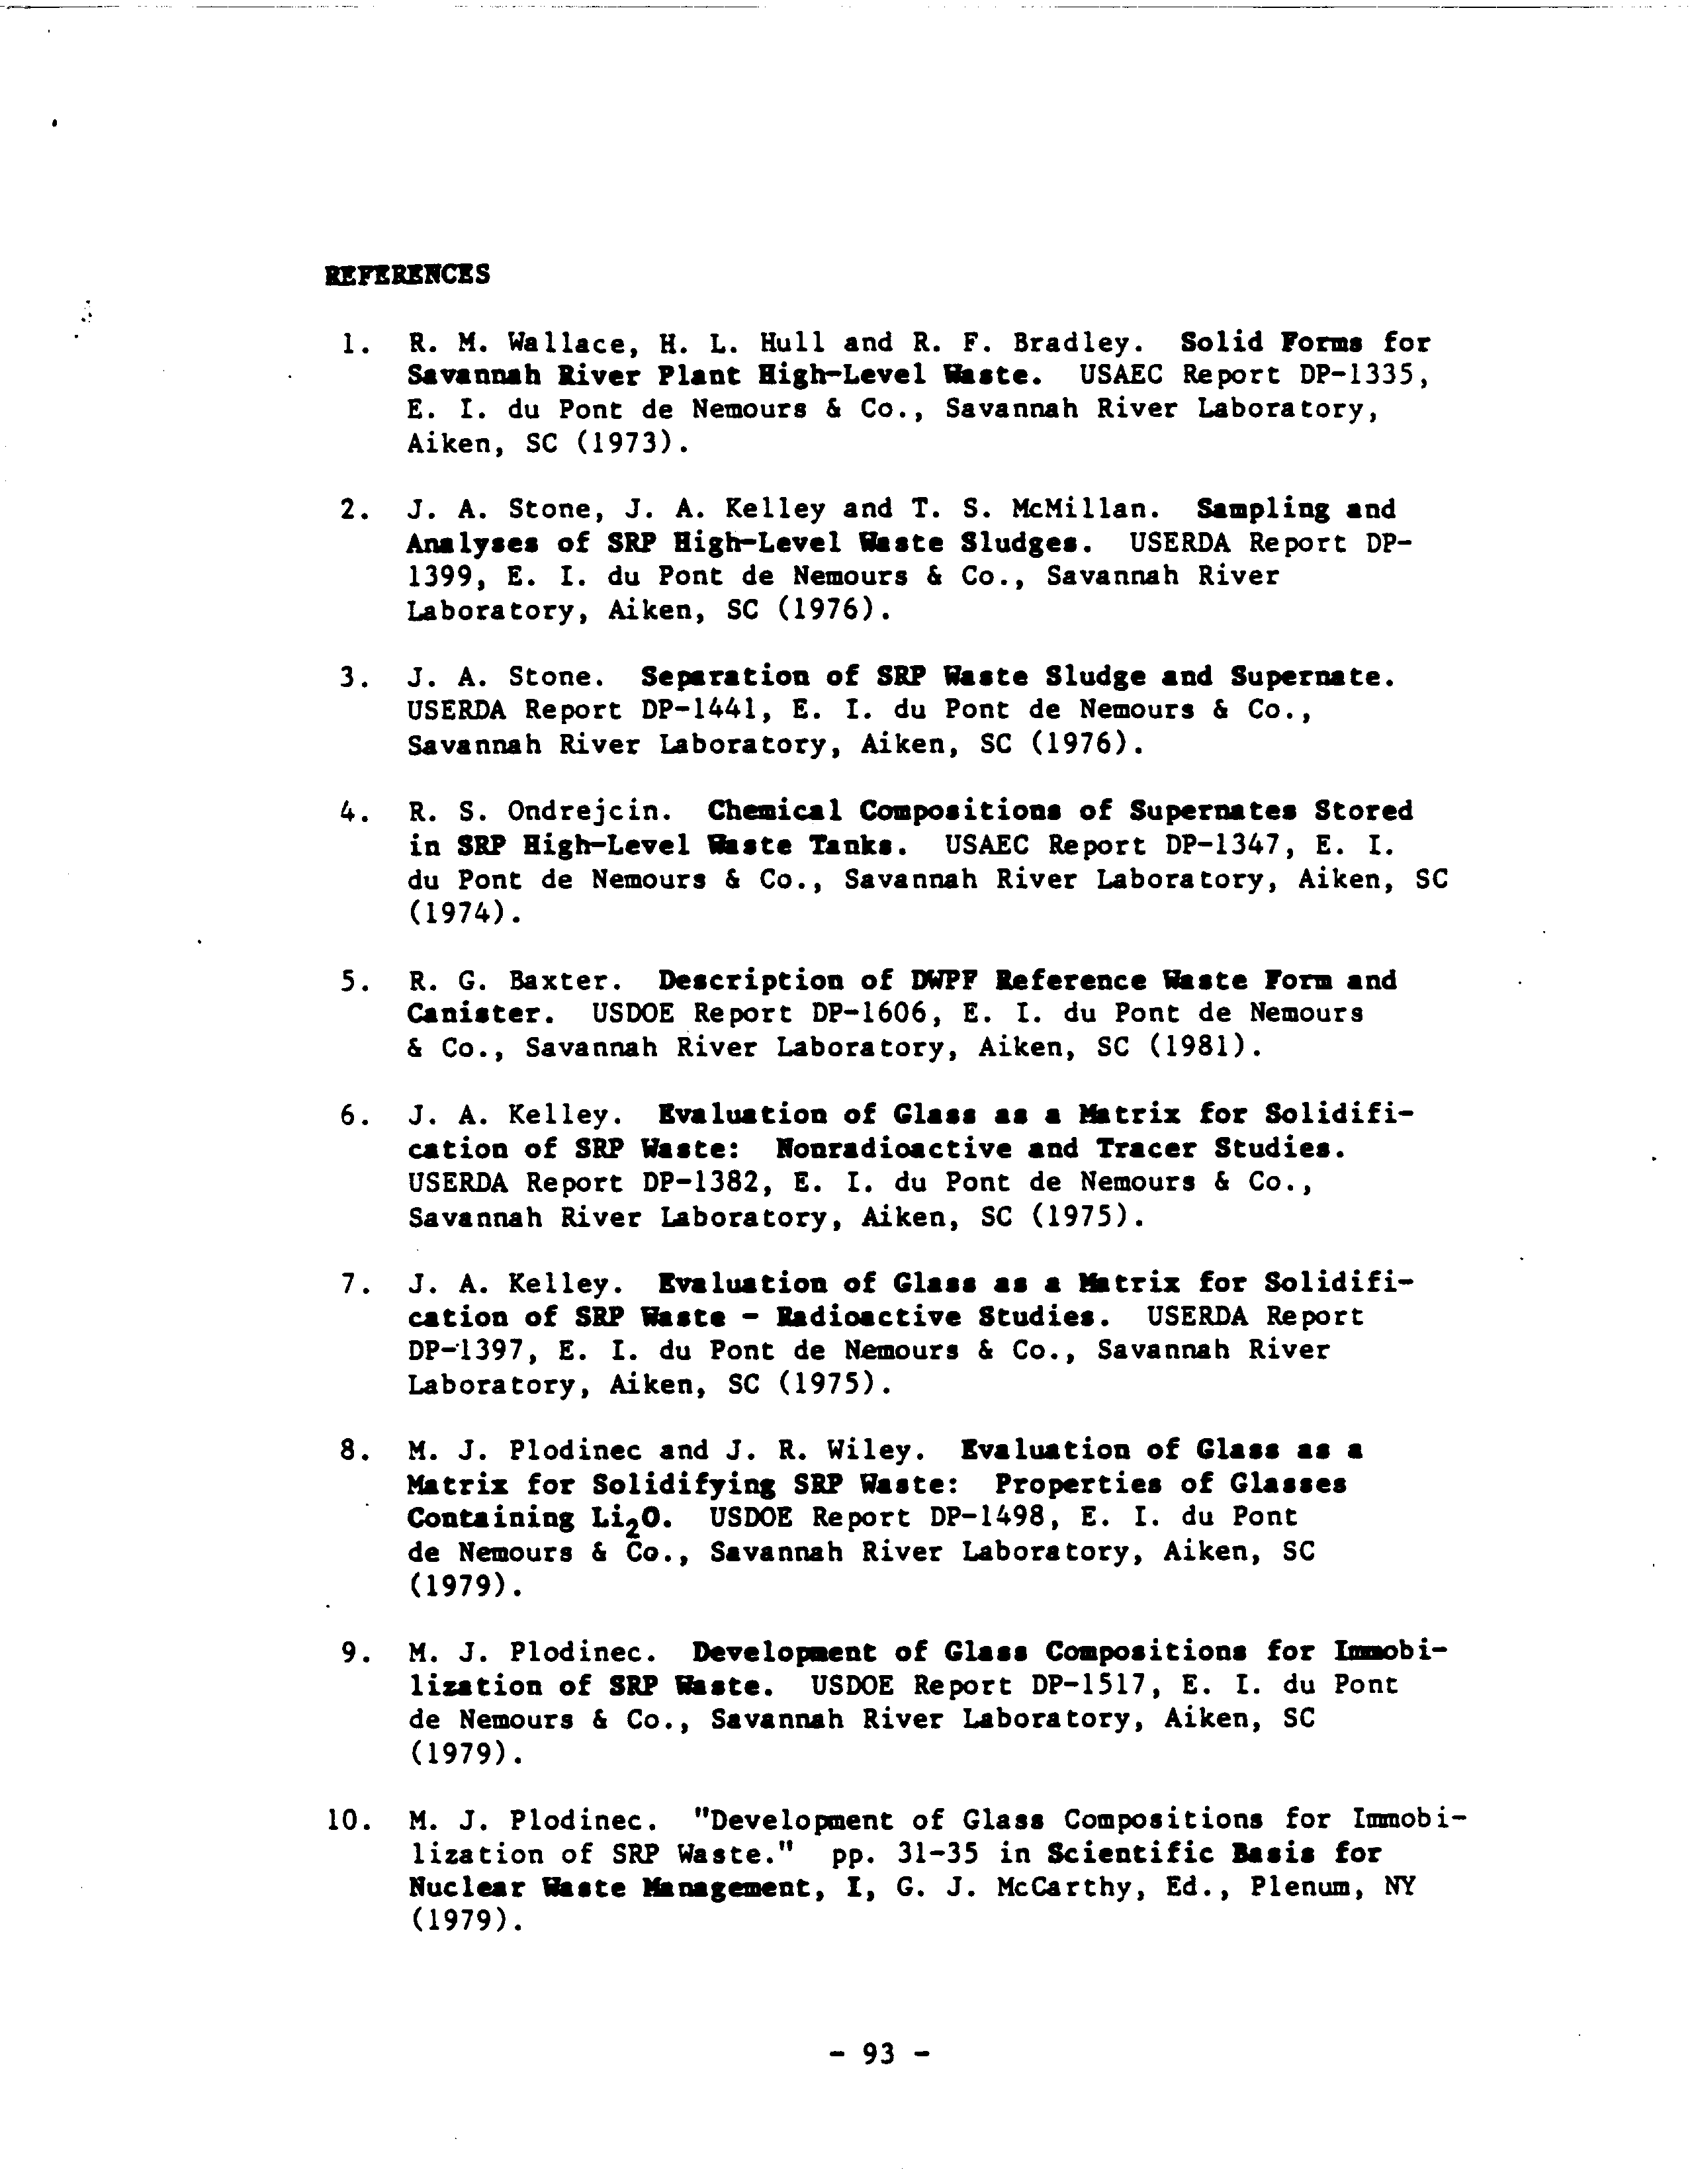 REFERENCES
1. R. M. Wallace, H. L. Hull and R. F. Bradley. Solid Forms for
Savannah River Plant High-Level Waste. USAEC Report DP-1335,
E. I. du Pont de Nemours & Co., Savannah River Laboratory,
Aiken, SC (1973).
2. J. A. Stone, J. A. Kelley and T. S. McMillan. Sampling and
Analyses of SRP High-Level Waste Sludges. USERDA Report DP-
1399, E. I. du Pont de Nemours & Co., Savannah River
Laboratory, Aiken, SC (1976).
3. J. A. Stone. Separation of SRP Waste Sludge and Supernate.
USERDA Report DP-1441, E. I. du Pont de Nemours & Co.,
Savannah River Laboratory, Aiken, SC (1976).
4. R. S. Ondrejcin. Chemical Compositions of Supernates Stored
in SRP High-Level Waste Tanks. USAEC Report DP-1347, E. I.
du Pont de Nemours & Co., Savannah River Laboratory, Aiken, SC
(1974).
5. R. G. Baxter. Description of DWPF Reference Waste Form and
Canister. USDOE Report DP-1606, E. I. du Pont de Nemours
& Co., Savannah River Laboratory, Aiken, SC (1981).
6. J. A. Kelley. Evaluation of Glass as a Matrix for Solidifi-
cation of SRP Waste: Nonradioactive and Tracer Studies.
USERDA Report DP-1382, E. I. du Pont de Nemours & Co.,
Savannah River Laboratory, Aiken, SC (1975).
7. J. A. Kelley. Evaluation of Glass as a Matrix for Solidifi-
cation of SRP Waste - Radioactive Studies. USERDA Report
DP-1397, E. I. du Pont de Nemours & Co., Savannah River
Laboratory, Aiken, SC (1975).
8. M. J. Plodinec and J. R. Wiley. Evaluation of Glass as a
Matrix for Solidifying SRP Waste: Properties of Glasses
Containing Li₂O. USDOE Report DP-1498, E. I. du Pont
de Nemours & Co., Savannah River Laboratory, Aiken, SC
(1979).
9. M. J. Plodinec. Development of Glass Compositions for Immobi-
lization of SRP Waste. USDOE Report DP-1517, E. I. du Pont
de Nemours & Co., Savannah River Laboratory, Aiken, SC
(1979).
10. M. J. Plodinec. "Development of Glass Compositions for Immobi-
lization of SRP Waste." pp. 31-35 in Scientific Basis for
Nuclear Waste Management, I, G. J. McCarthy, Ed., Plenum, NY
(1979).
- 93 -